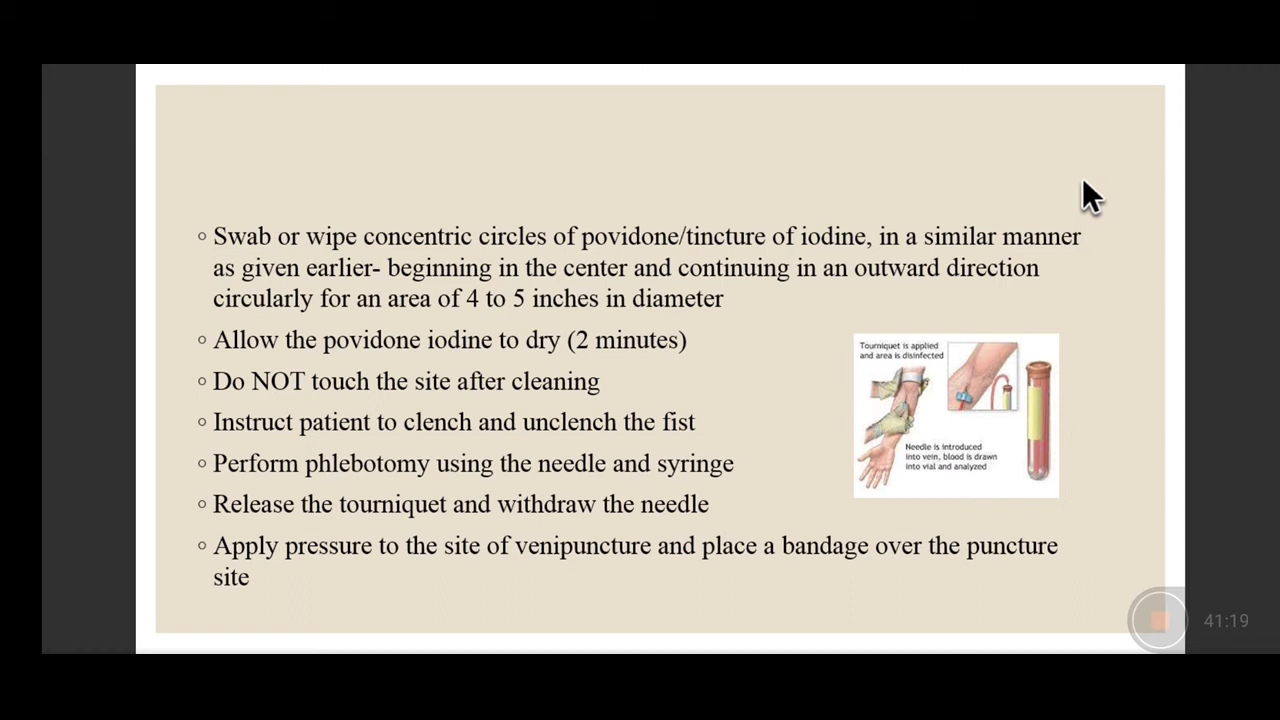 ◦ Swab or wipe concentric circles of povidone/tincture of iodine, in a similar manner
as given earlier- beginning in the center and continuing in an outward direction
circularly for an area of 4 to 5 inches in diameter
◦ Allow the povidone iodine to dry (2 minutes)
◦ Do NOT touch the site after cleaning
◦ Instruct patient to clench and unclench the fist
◦ Perform phlebotomy using the needle and syringe
◦ Release the tourniquet and withdraw the needle
◦ Apply pressure to the site of venipuncture and place a bandage over the puncture
site
Tourniquet is applied
and area is disinfected
Needle is introduced
into vein, blood is drawn
into vial and analyzed
41:19